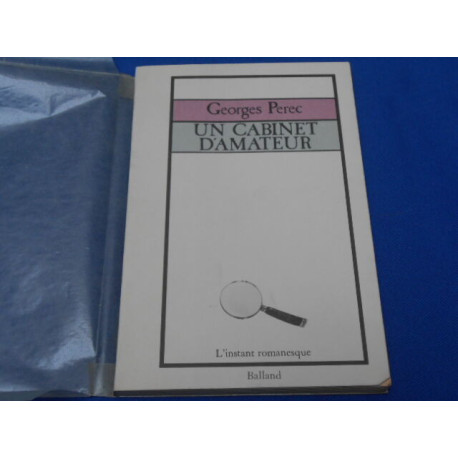 Georges Perec
UN CABINET
D'AMATEUR
L'instant romanesque
Balland